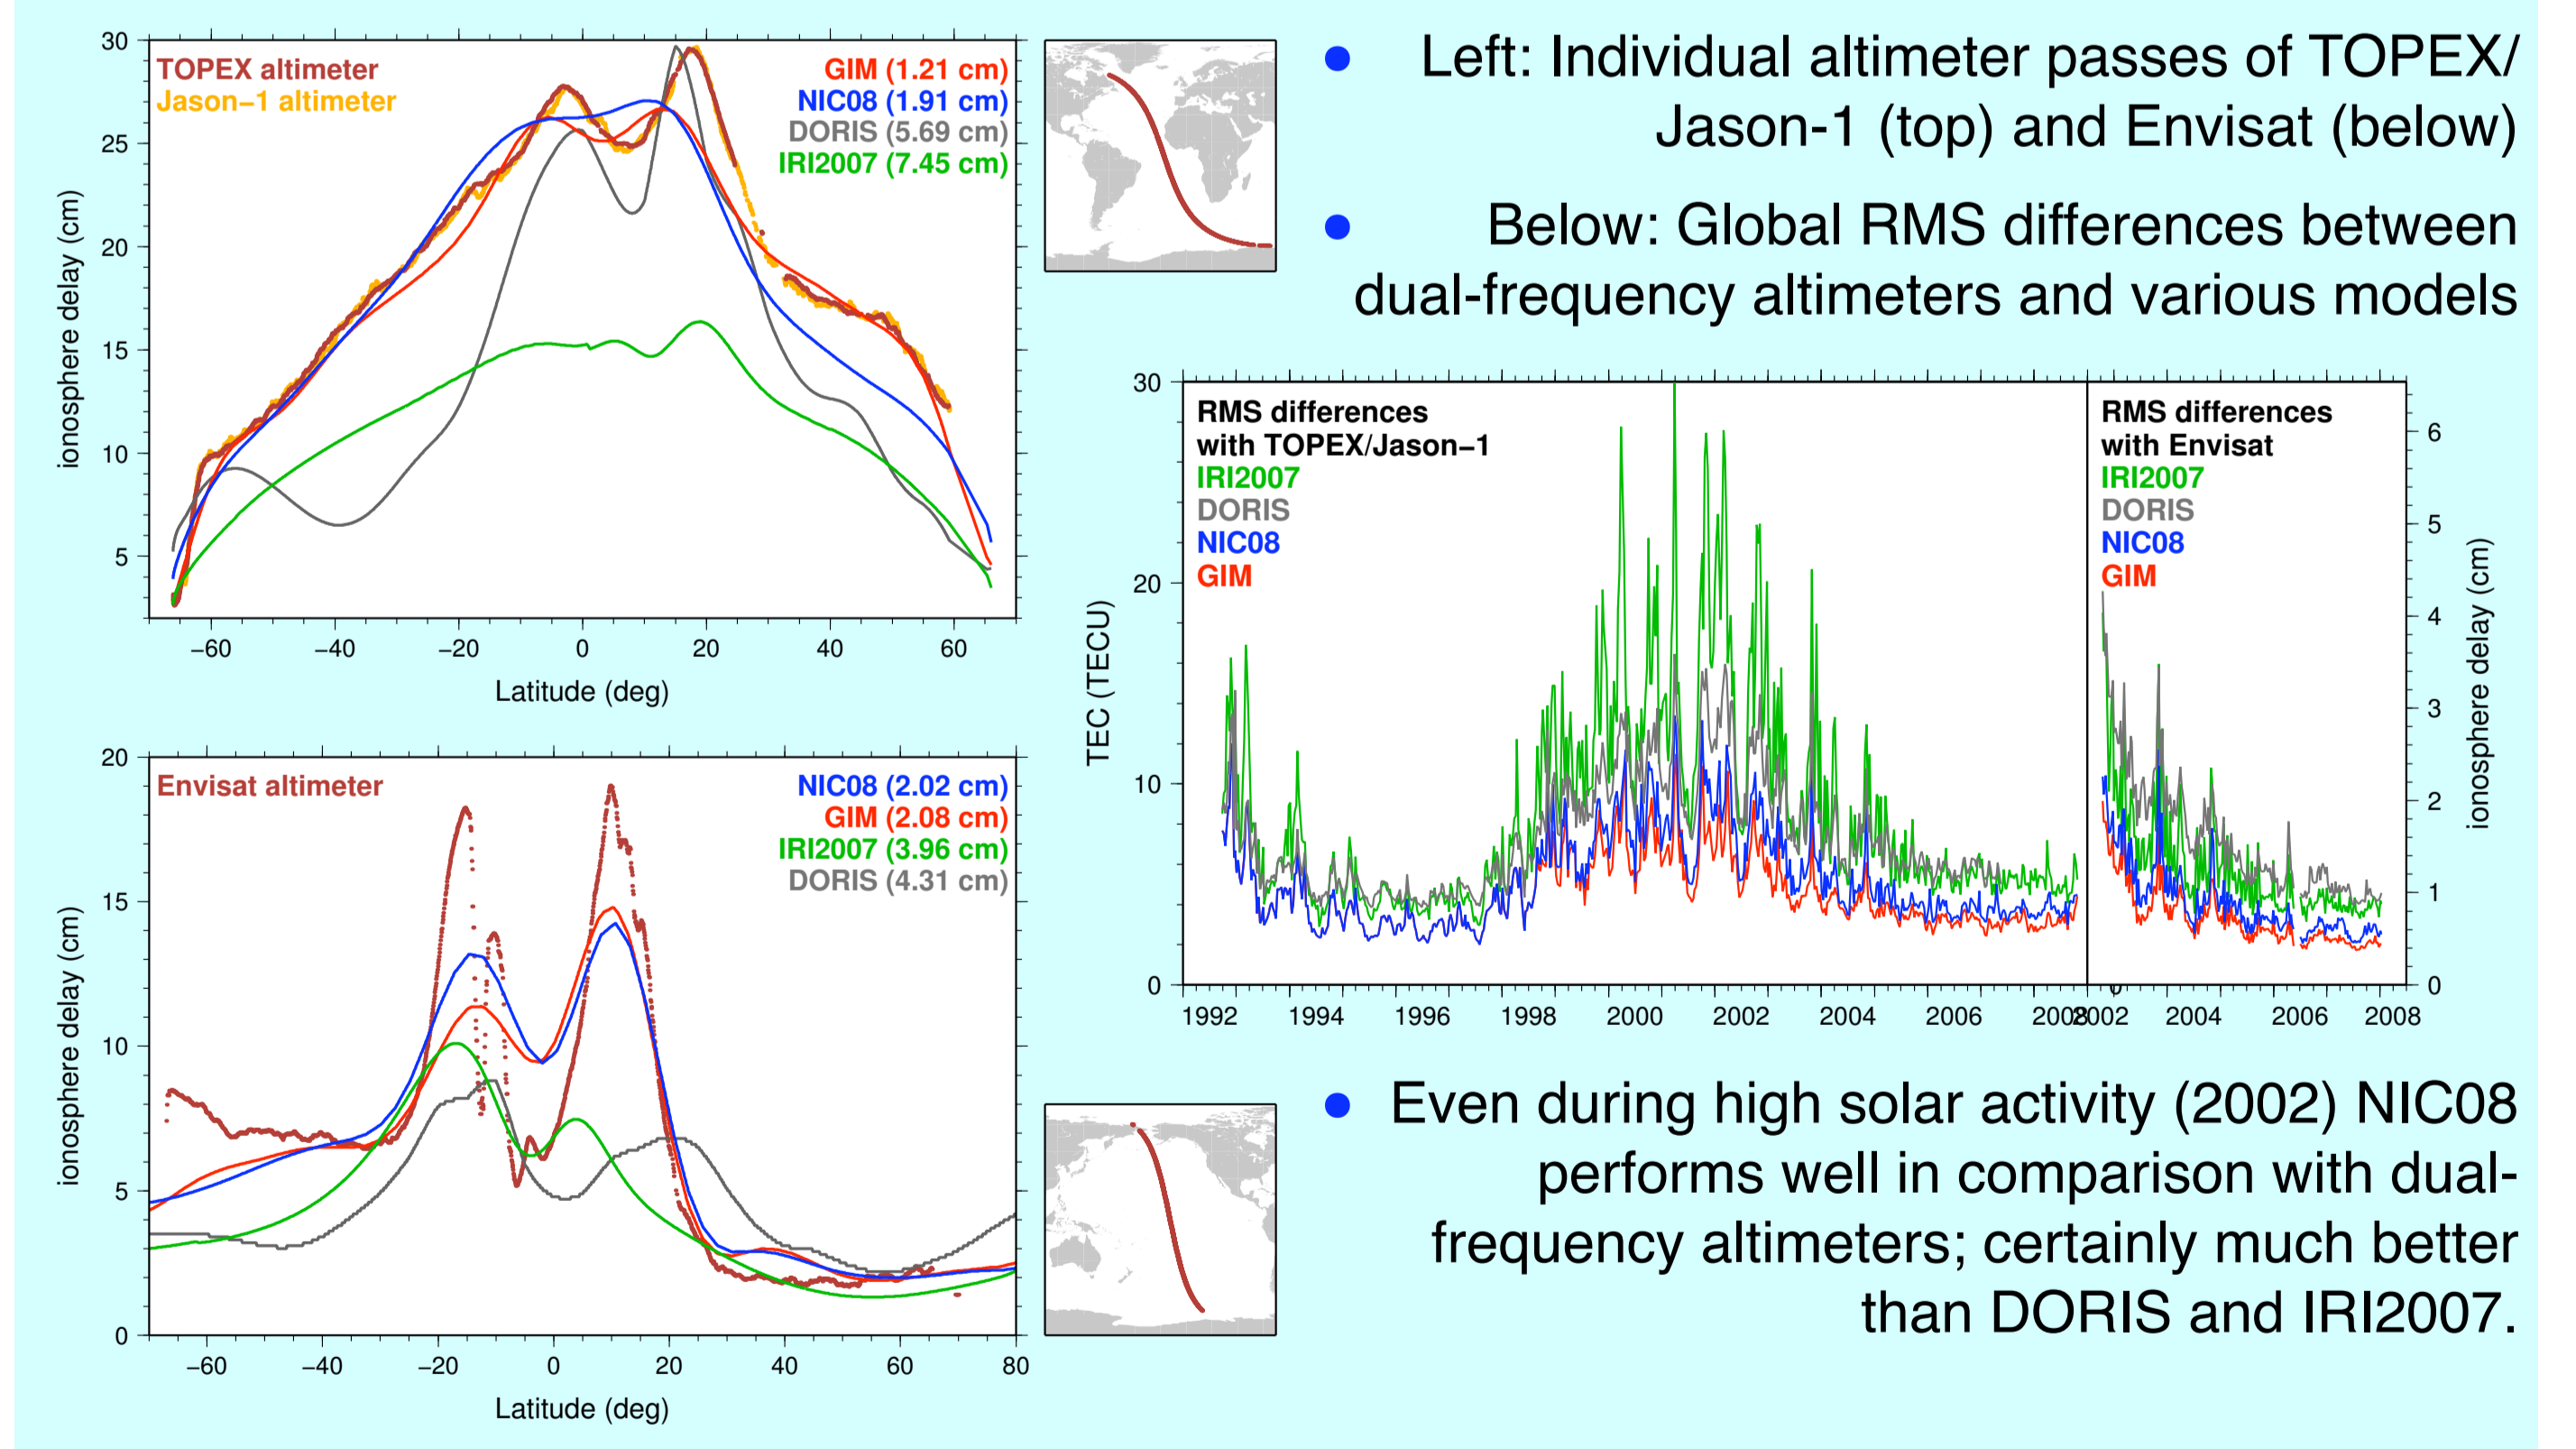 30
25
20
15
10
5
ionosphere delay (cm)
TOPEX altimeter
Jason−1 altimeter
GIM (1.21 cm)
NIC08 (1.91 cm)
DORIS (5.69 cm)
IRI2007 (7.45 cm)
−60 −40 −20 0 20 40 60
Latitude (deg)
20
15
10
5
0
ionosphere delay (cm)
Envisat altimeter
NIC08 (2.02 cm)
GIM (2.08 cm)
IRI2007 (3.96 cm)
DORIS (4.31 cm)
−60 −40 −20 0 20 40 60 80
Latitude (deg)
• Left: Individual altimeter passes of TOPEX/
Jason-1 (top) and Envisat (below)
• Below: Global RMS differences between
dual-frequency altimeters and various models
30
20
10
0
TEC (TECU)
RMS differences
with TOPEX/Jason−1
IRI2007
DORIS
NIC08
GIM
RMS differences
with Envisat
IRI2007
DORIS
NIC08
GIM
6
5
4
3
2
1
0
ionosphere delay (cm)
0
1992 1994 1996 1998 2000 2002 2004 2006 2008
2002 2004 2006 2008
• Even during high solar activity (2002) NIC08
performs well in comparison with dual-
frequency altimeters; certainly much better
than DORIS and IRI2007.